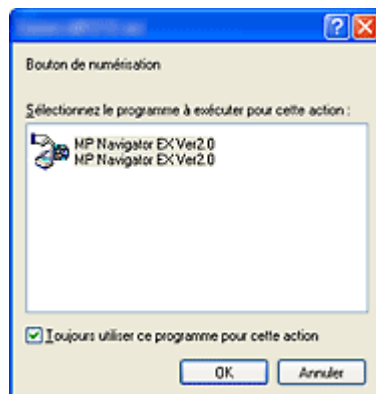 Bouton de numérisation
Sélectionnez le programme à exécuter pour cette action :
MP Navigator EX Ver2.0
MP Navigator EX Ver2.0
Toujours utiliser ce programme pour cette action
OK
Annuler